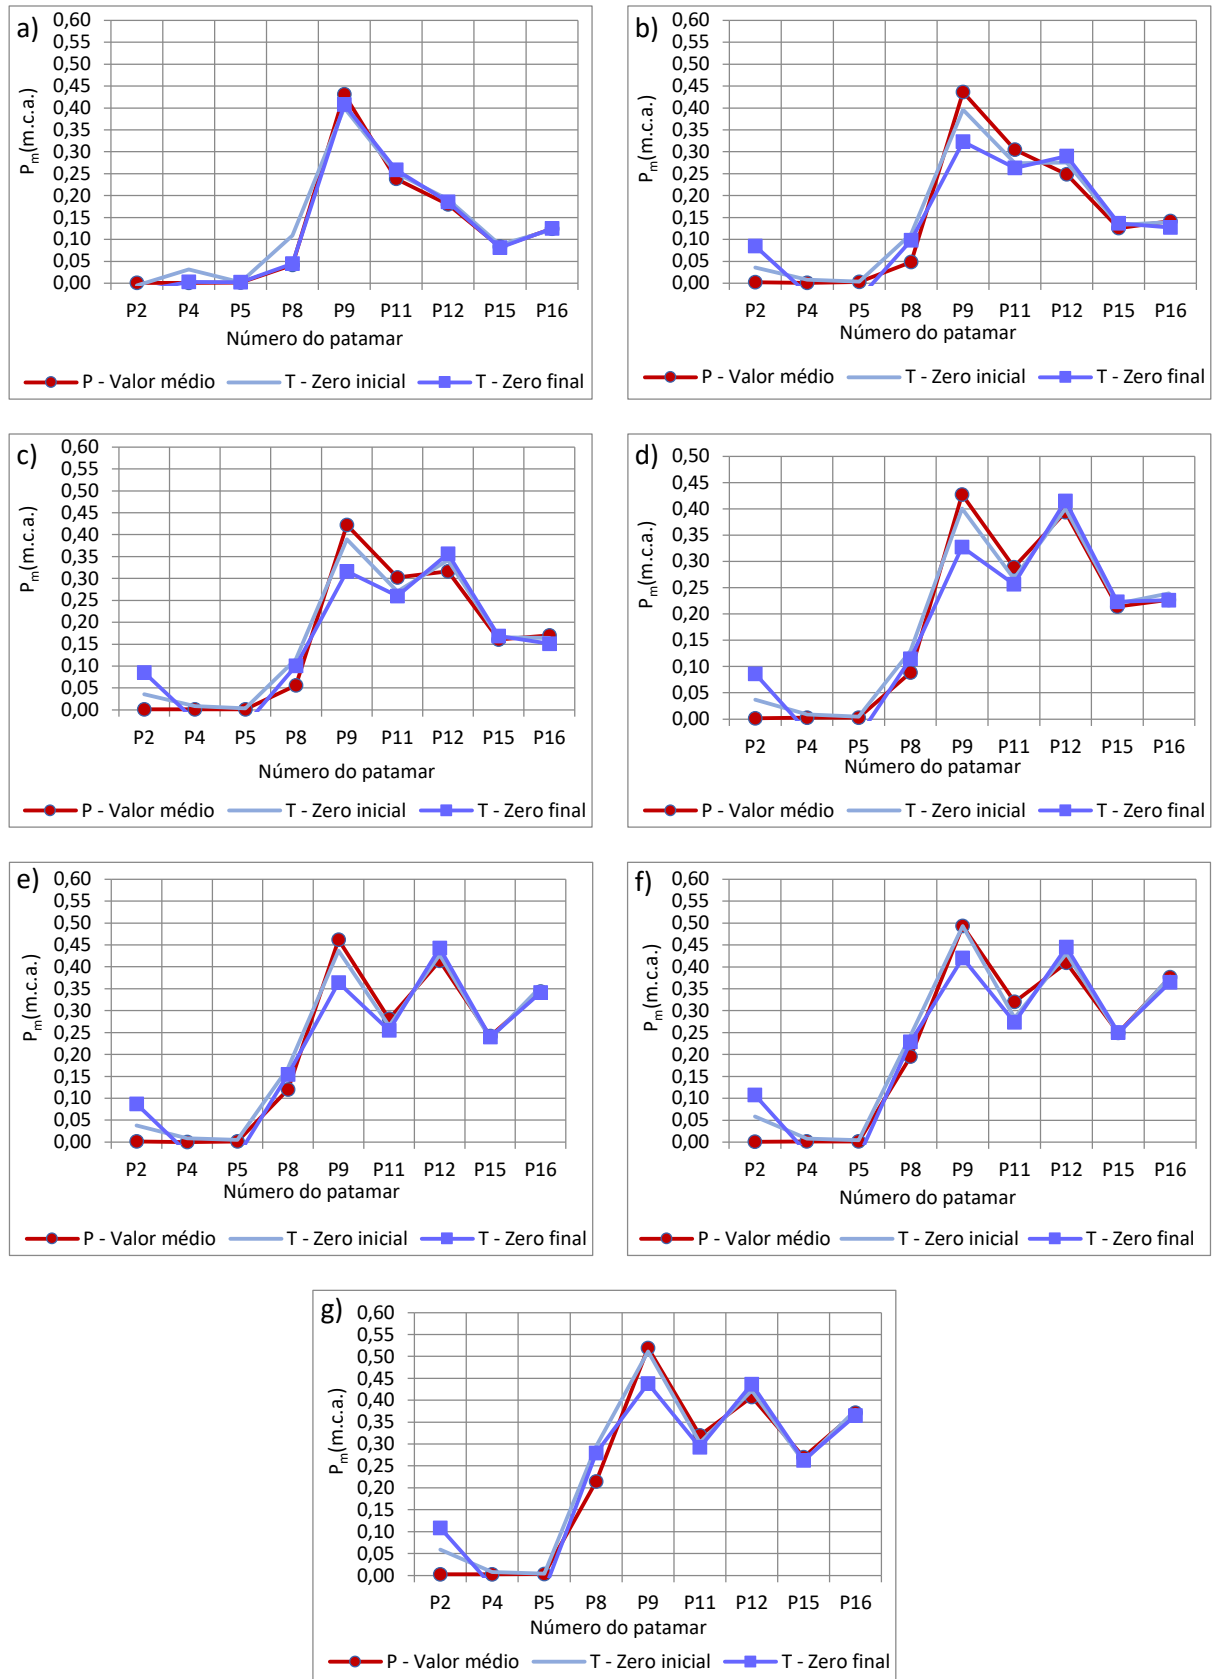 a)
0,60
0,55
0,50
0,45
0,40
0,35
0,30
0,25
0,20
0,15
0,10
0,05
0,00
Pm(m.c.a.)
P2 P4 P5 P8 P9 P11 P12 P15 P16
Número do patamar
P - Valor médio T - Zero inicial T - Zero final
b)
0,60
0,55
0,50
0,45
0,40
0,35
0,30
0,25
0,20
0,15
0,10
0,05
0,00
Pm(m.c.a.)
P2 P4 P5 P8 P9 P11 P12 P15 P16
Número do patamar
P - Valor médio T - Zero inicial T - Zero final
c)
0,60
0,55
0,50
0,45
0,40
0,35
0,30
0,25
0,20
0,15
0,10
0,05
0,00
Pm(m.c.a.)
P2 P4 P5 P8 P9 P11 P12 P15 P16
Número do patamar
P - Valor médio T - Zero inicial T - Zero final
d)
0,50
0,50
0,45
0,40
0,35
0,30
0,25
0,20
0,15
0,10
0,05
0,00
Pm(m.c.a.)
P2 P4 P5 P8 P9 P11 P12 P15 P16
Número do patamar
P - Valor médio T - Zero inicial T - Zero final
e)
0,60
0,55
0,50
0,45
0,40
0,35
0,30
0,25
0,20
0,15
0,10
0,05
0,00
Pm(m.c.a.)
P2 P4 P5 P8 P9 P11 P12 P15 P16
Número do patamar
P - Valor médio T - Zero inicial T - Zero final
f)
0,60
0,55
0,50
0,45
0,40
0,35
0,30
0,25
0,20
0,15
0,10
0,05
0,00
Pm(m.c.a.)
P2 P4 P5 P8 P9 P11 P12 P15 P16
Número do patamar
P - Valor médio T - Zero inicial T - Zero final
g)
0,60
0,55
0,50
0,45
0,40
0,35
0,30
0,25
0,20
0,15
0,10
0,05
0,00
Pm(m.c.a.)
P2 P4 P5 P8 P9 P11 P12 P15 P16
Número do patamar
P - Valor médio T - Zero inicial T - Zero final